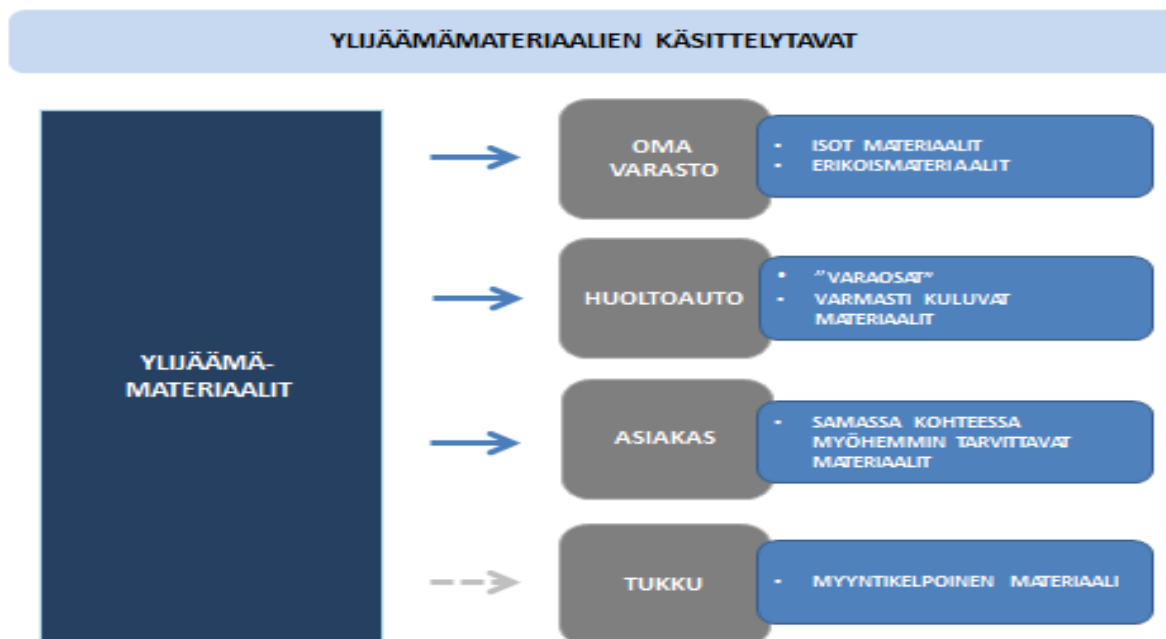 YLIJÄÄMÄMATERIAALIEN KÄSITTELYTAVAT
YLIJÄÄMÄ-
MATERIAALIT
OMA
VARASTO
- ISOT MATERIAALIT
- ERIKOISMATERIAALIT
HUOLTOAUTO
• ”VARAOSAT”
- VARMASTI KULUVAT
MATERIAALIT
ASIAKAS
- SAMASSA KOHTEESSA
MYÖHEMMIN TARVITTAVAT
MATERIAALIT
TUKKU
- MYYNTIKELPOINEN MATERIAALI